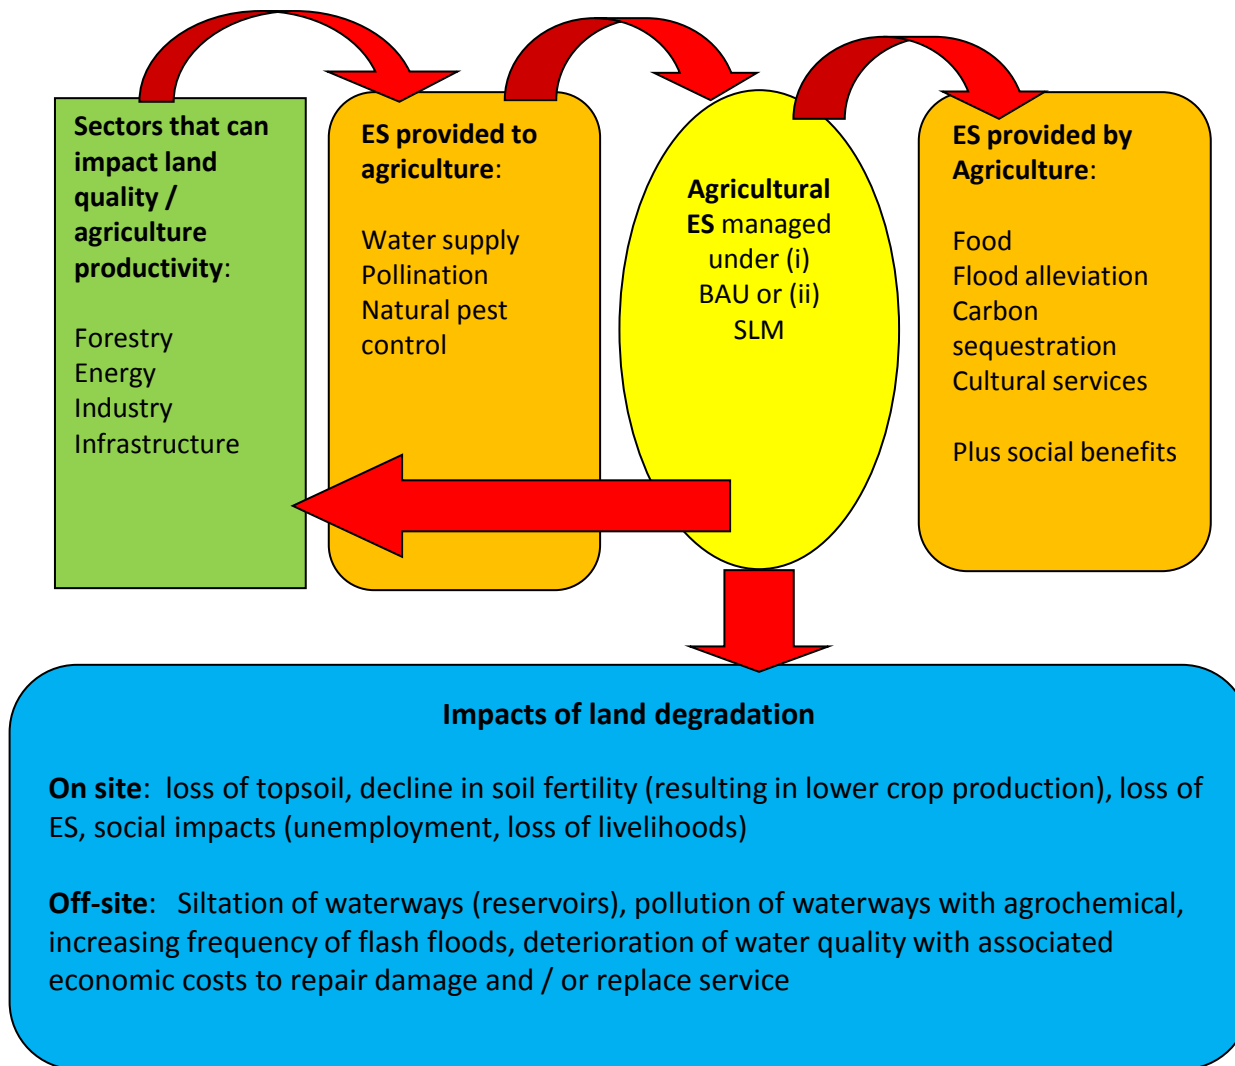 Sectors that can
impact land
quality /
agriculture
productivity:
Forestry
Energy
Industry
Infrastructure
ES provided to
agriculture:
Water supply
Pollination
Natural pest
control
Agricultural
ES managed
under (i)
BAU or (ii)
SLM
ES provided by
Agriculture:
Food
Flood alleviation
Carbon
sequestration
Cultural services
Plus social benefits
Impacts of land degradation
On site:  loss of topsoil, decline in soil fertility (resulting in lower crop production), loss of
ES, social impacts (unemployment, loss of livelihoods)
Off-site:   Siltation of waterways (reservoirs), pollution of waterways with agrochemical,
increasing frequency of flash floods, deterioration of water quality with associated
economic costs to repair damage and / or replace service